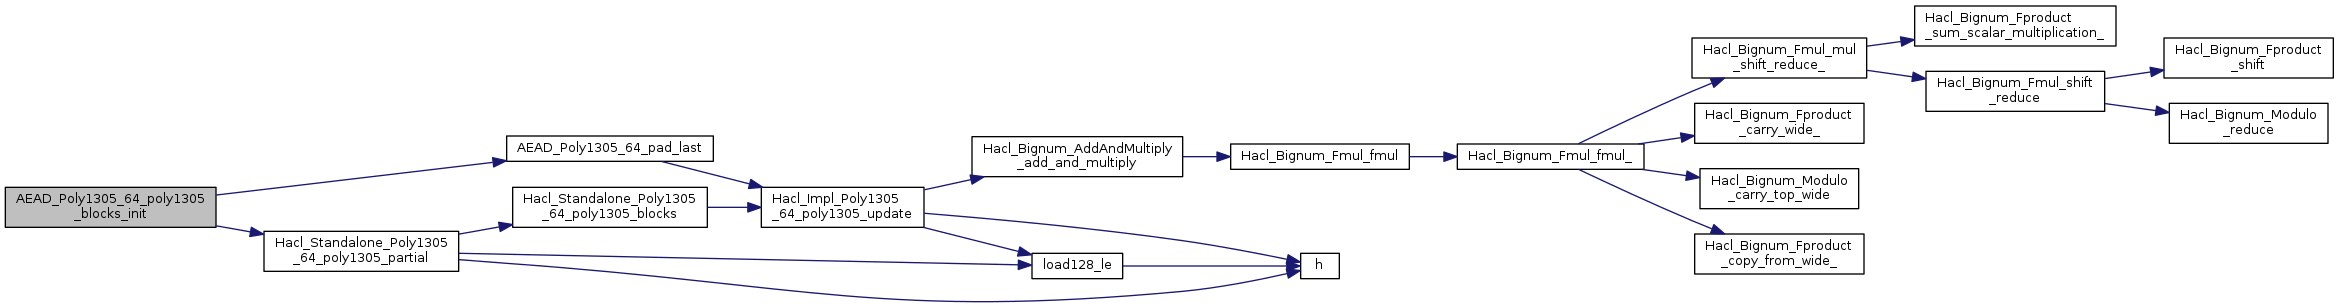 AEAD_Poly1305_64_poly1305
_blocks_init
AEAD_Poly1305_64_pad_last
Hacl_Standalone_Poly1305
_64_poly1305_blocks
Hacl_Standalone_Poly1305
_64_poly1305_partial
Hacl_Impl_Poly1305
_64_poly1305_update
Hacl_Bignum_AddAndMultiply
_add_and_multiply
load128_le
Hacl_Bignum_Fmul_fmul
h
Hacl_Bignum_Fmul_fmul_
Hacl_Bignum_Fmul_mul
_shift_reduce_
Hacl_Bignum_Fproduct
_carry_wide_
Hacl_Bignum_Modulo
_carry_top_wide
Hacl_Bignum_Fproduct
_copy_from_wide_
Hacl_Bignum_Fproduct
_sum_scalar_multiplication_
Hacl_Bignum_Fmul_shift
_reduce
Hacl_Bignum_Fproduct
_shift
Hacl_Bignum_Modulo
_reduce